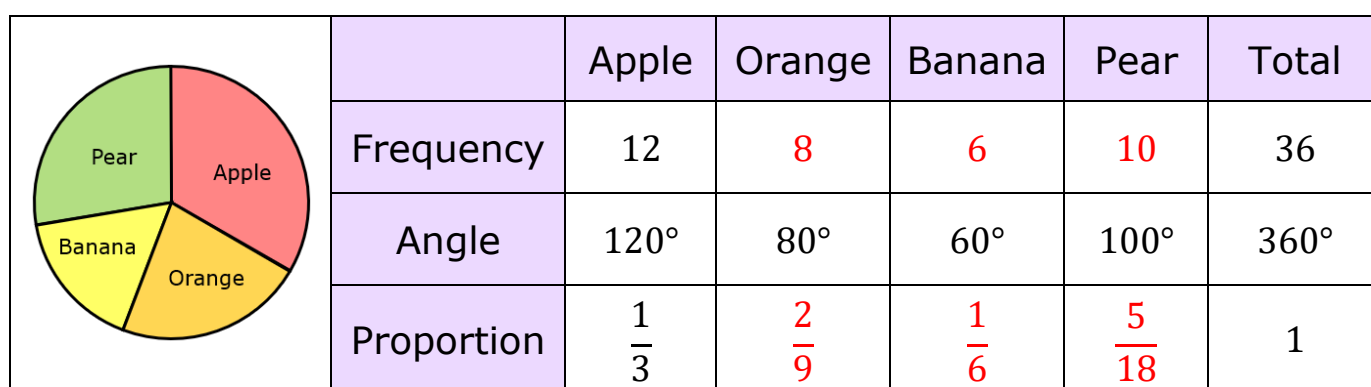 Pear
Apple
Banana
Orange
Apple Orange Banana Pear Total
Frequency 12 8 6 10 36
Angle 120° 80° 60° 100° 360°
Proportion 1/3 2/9 1/6 5/18 1